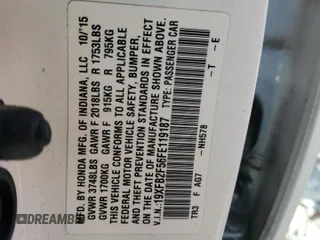 MFD. BY HONDA MFG. OF INDIANA, LLC 10/'15
GVWR 3748LBS GAWR F 2018LBS R 1753LBS
GVWR 1700KG GAWR F 915KG R 795KG
THIS VEHICLE CONFORMS TO ALL APPLICABLE
FEDERAL MOTOR VEHICLE SAFETY, BUMPER,
AND THEFT PREVENTION STANDARDS IN EFFECT
ON THE DATE OF MANUFACTURE SHOWN ABOVE.
V.I.N.: 19XFB2F56FE119187 TYPE: PASSENGER CAR
NH578
TR3 F AG7 T E
DEALERSHIP